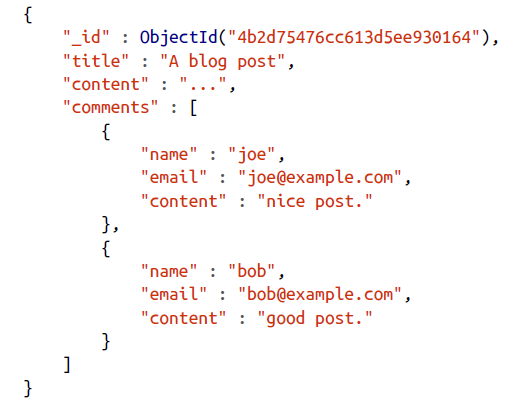 {
    "_id" : ObjectId("4b2d75476cc613d5ee930164"),
    "title" : "A blog post",
    "content" : "...",
    "comments" : [
        {
            "name" : "joe",
            "email" : "joe@example.com",
            "content" : "nice post."
        },
        {
            "name" : "bob",
            "email" : "bob@example.com",
            "content" : "good post."
        }
    ]
}